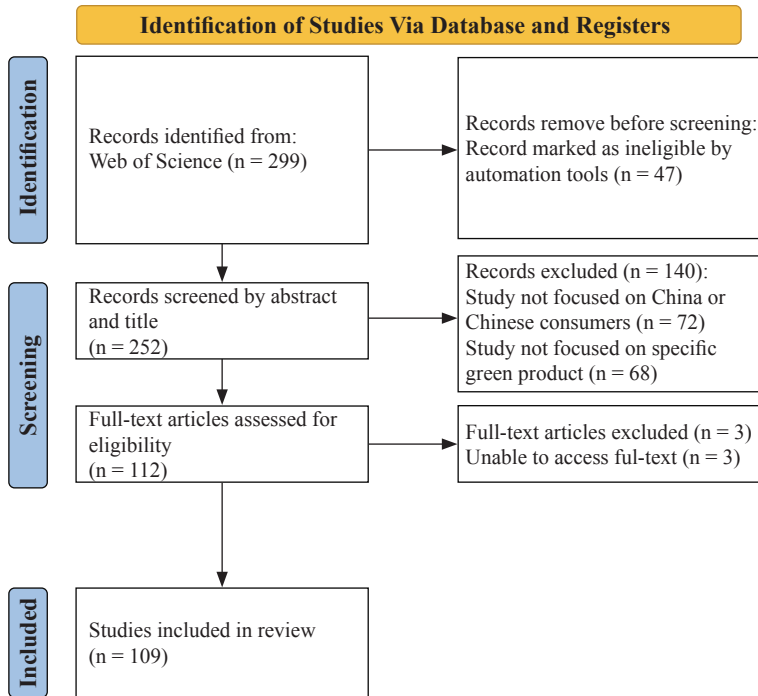 Identification of Studies Via Database and Registers
Identification
Records identified from:
Web of Science (n = 299)
Records remove before screening:
Record marked as ineligible by
automation tools (n = 47)
Screening
Records screened by abstract
and title
(n = 252)
Records excluded (n = 140):
Study not focused on China or
Chinese consumers (n = 72)
Study not focused on specific
green product (n = 68)
Full-text articles assessed for
eligibility
(n = 112)
Full-text articles excluded (n = 3)
Unable to access ful-text (n = 3)
Included
Studies included in review
(n = 109)